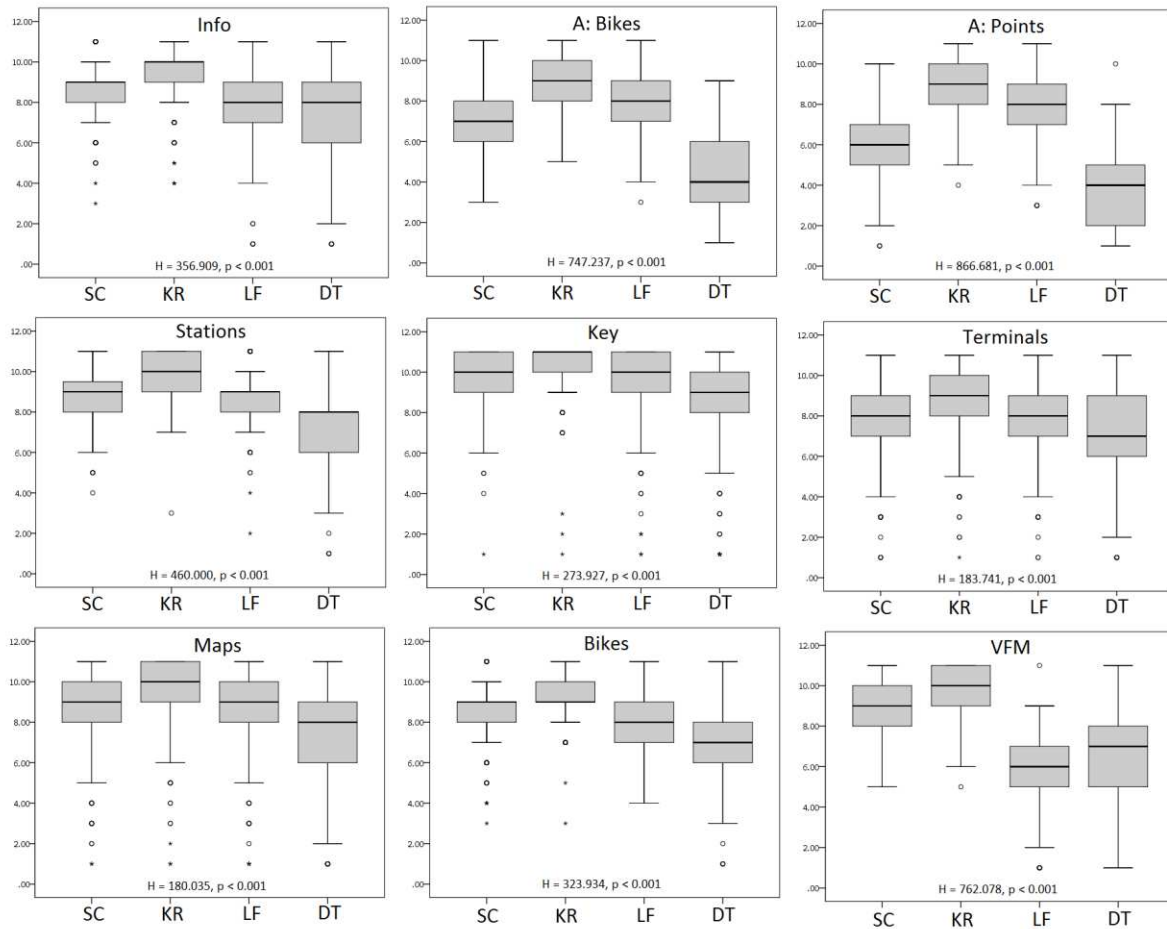 Info
12.00
10.00
8.00
6.00
4.00
2.00
.00
H = 356.909, p < 0.001
SC KR LF DT
A: Bikes
12.00
10.00
8.00
6.00
4.00
2.00
.00
H = 747.237, p < 0.001
SC KR LF DT
A: Points
12.00
10.00
8.00
6.00
4.00
2.00
.00
H = 866.681, p < 0.001
SC KR LF DT
Stations
12.00
10.00
8.00
6.00
4.00
2.00
.00
H = 460.000, p < 0.001
SC KR LF DT
Key
12.00
10.00
8.00
6.00
4.00
2.00
.00
H = 273.927, p < 0.001
SC KR LF DT
Terminals
12.00
10.00
8.00
6.00
4.00
2.00
.00
H = 183.741, p < 0.001
SC KR LF DT
Maps
12.00
10.00
8.00
6.00
4.00
2.00
.00
H = 180.035, p < 0.001
SC KR LF DT
Bikes
12.00
10.00
8.00
6.00
4.00
2.00
.00
H = 323.934, p < 0.001
SC KR LF DT
VFM
12.00
10.00
8.00
6.00
4.00
2.00
.00
H = 762.078, p < 0.001
SC KR LF DT